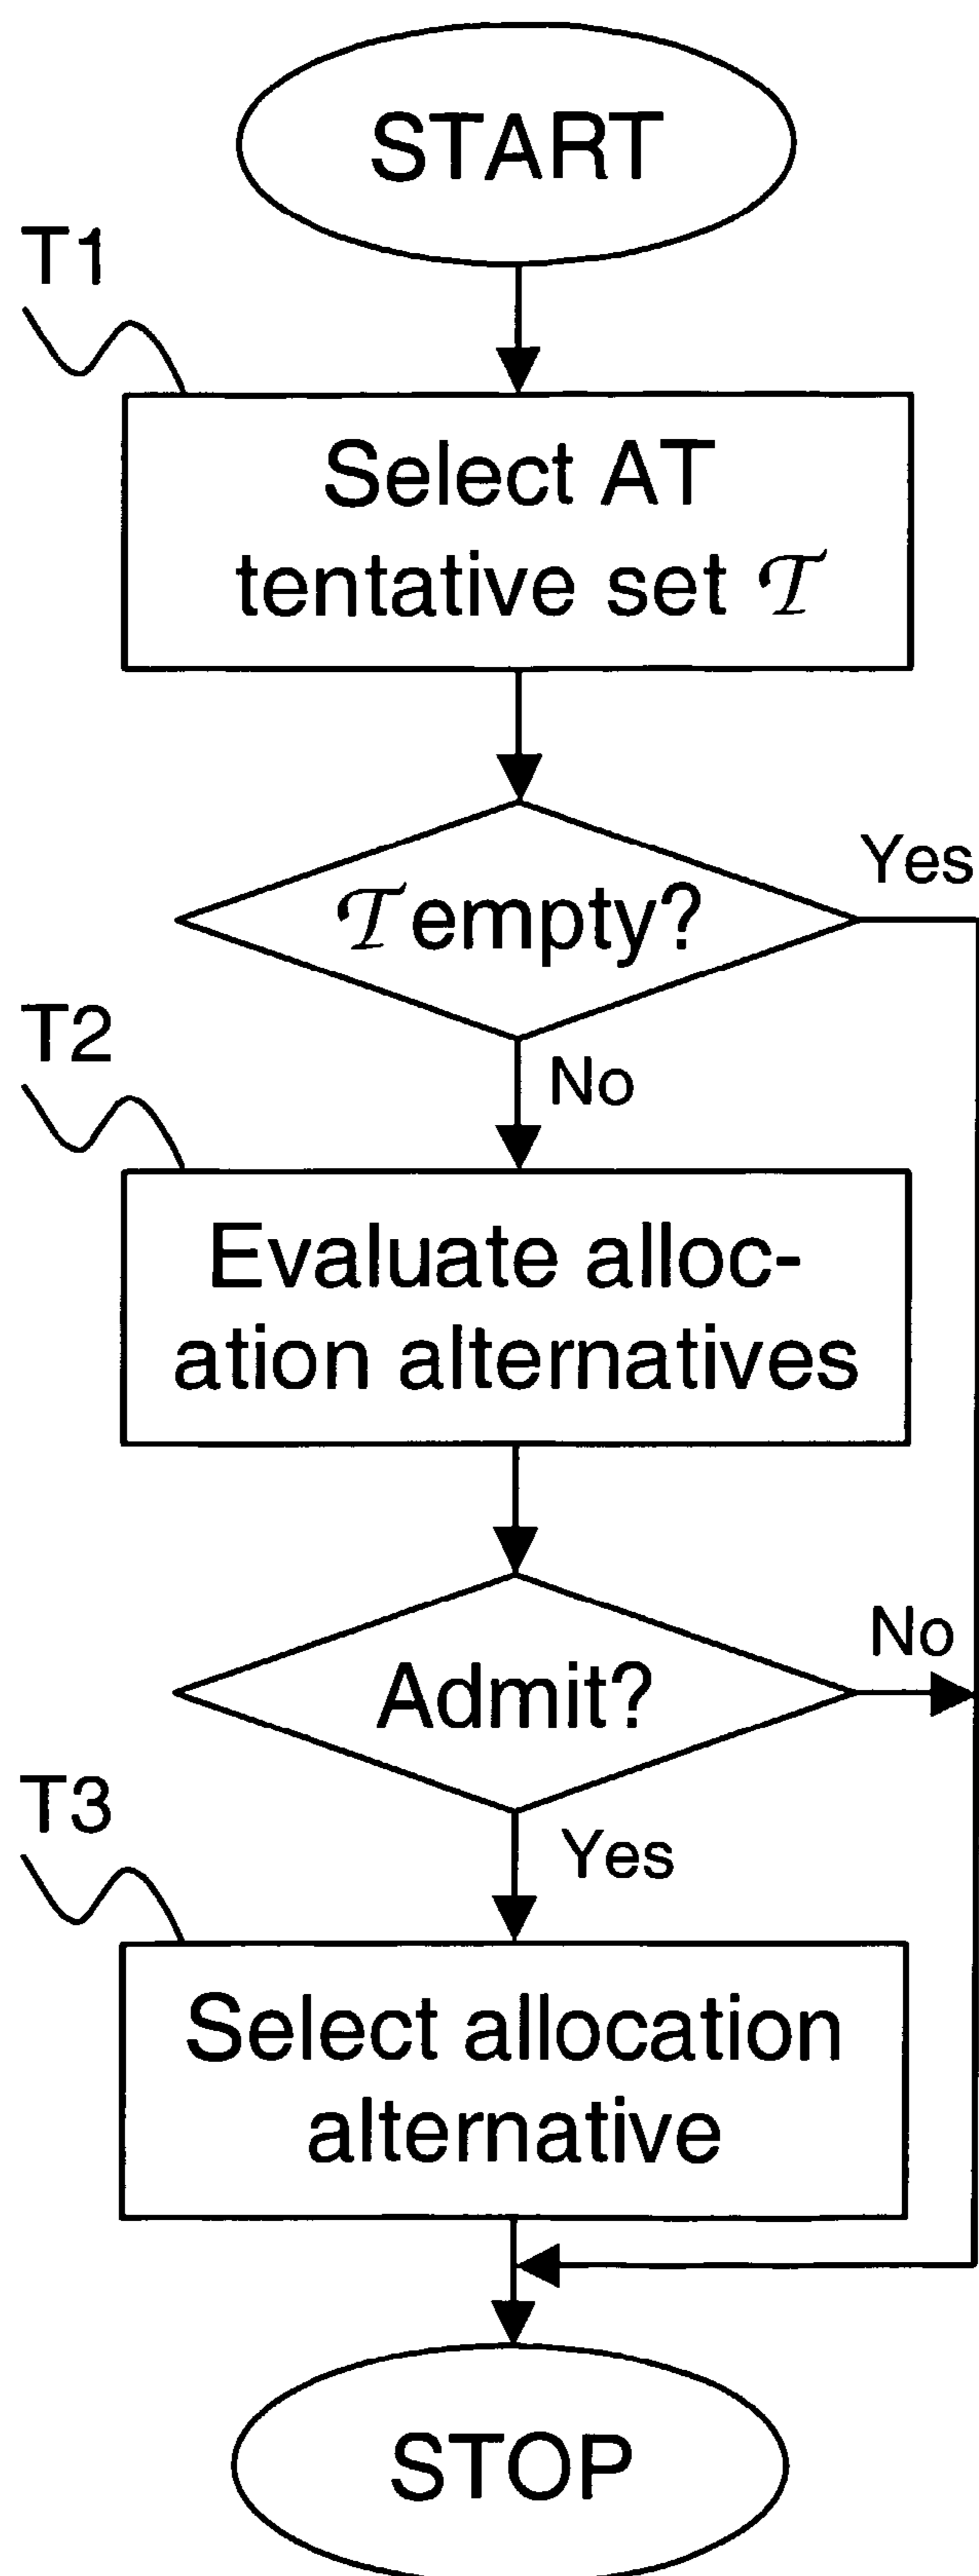 START
T1
Select AT
tentative set 𝒯
Yes
𝒯 empty?
T2
No
Evaluate alloc-
ation alternatives
No
Admit?
T3
Yes
Select allocation
alternative
STOP